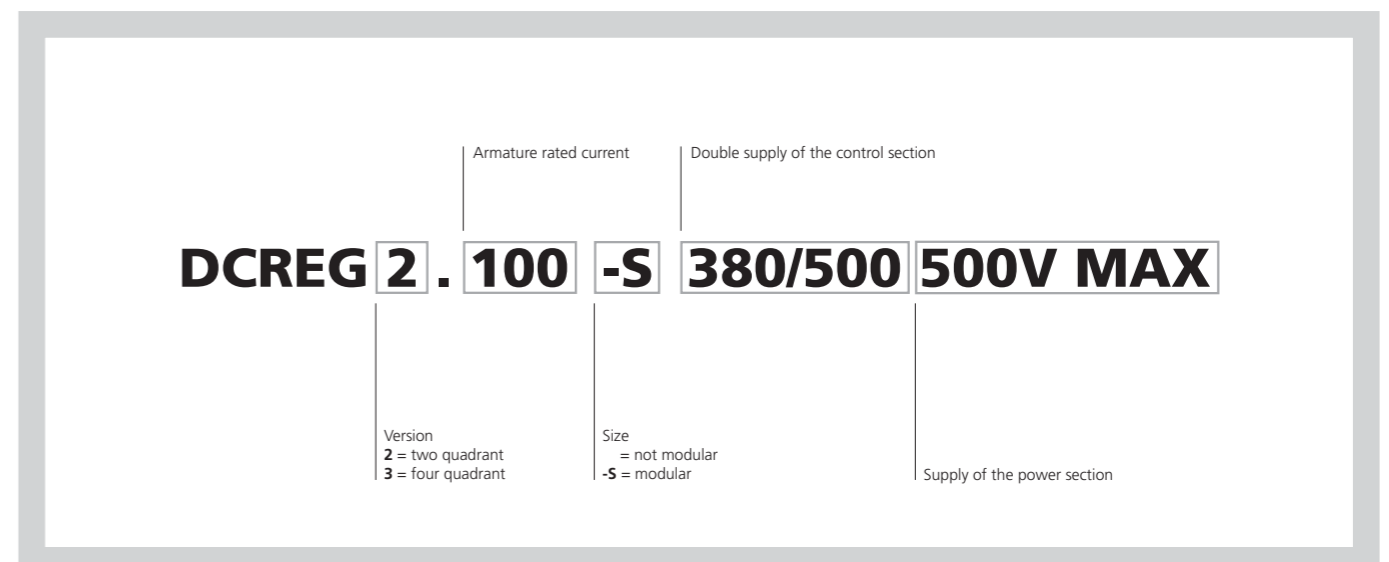 Armature rated current
Double supply of the control section
DCREG 2 . 100 -S 380/500 500V MAX
Version
2 = two quadrant
3 = four quadrant
Size
= not modular
-S = modular
Supply of the power section